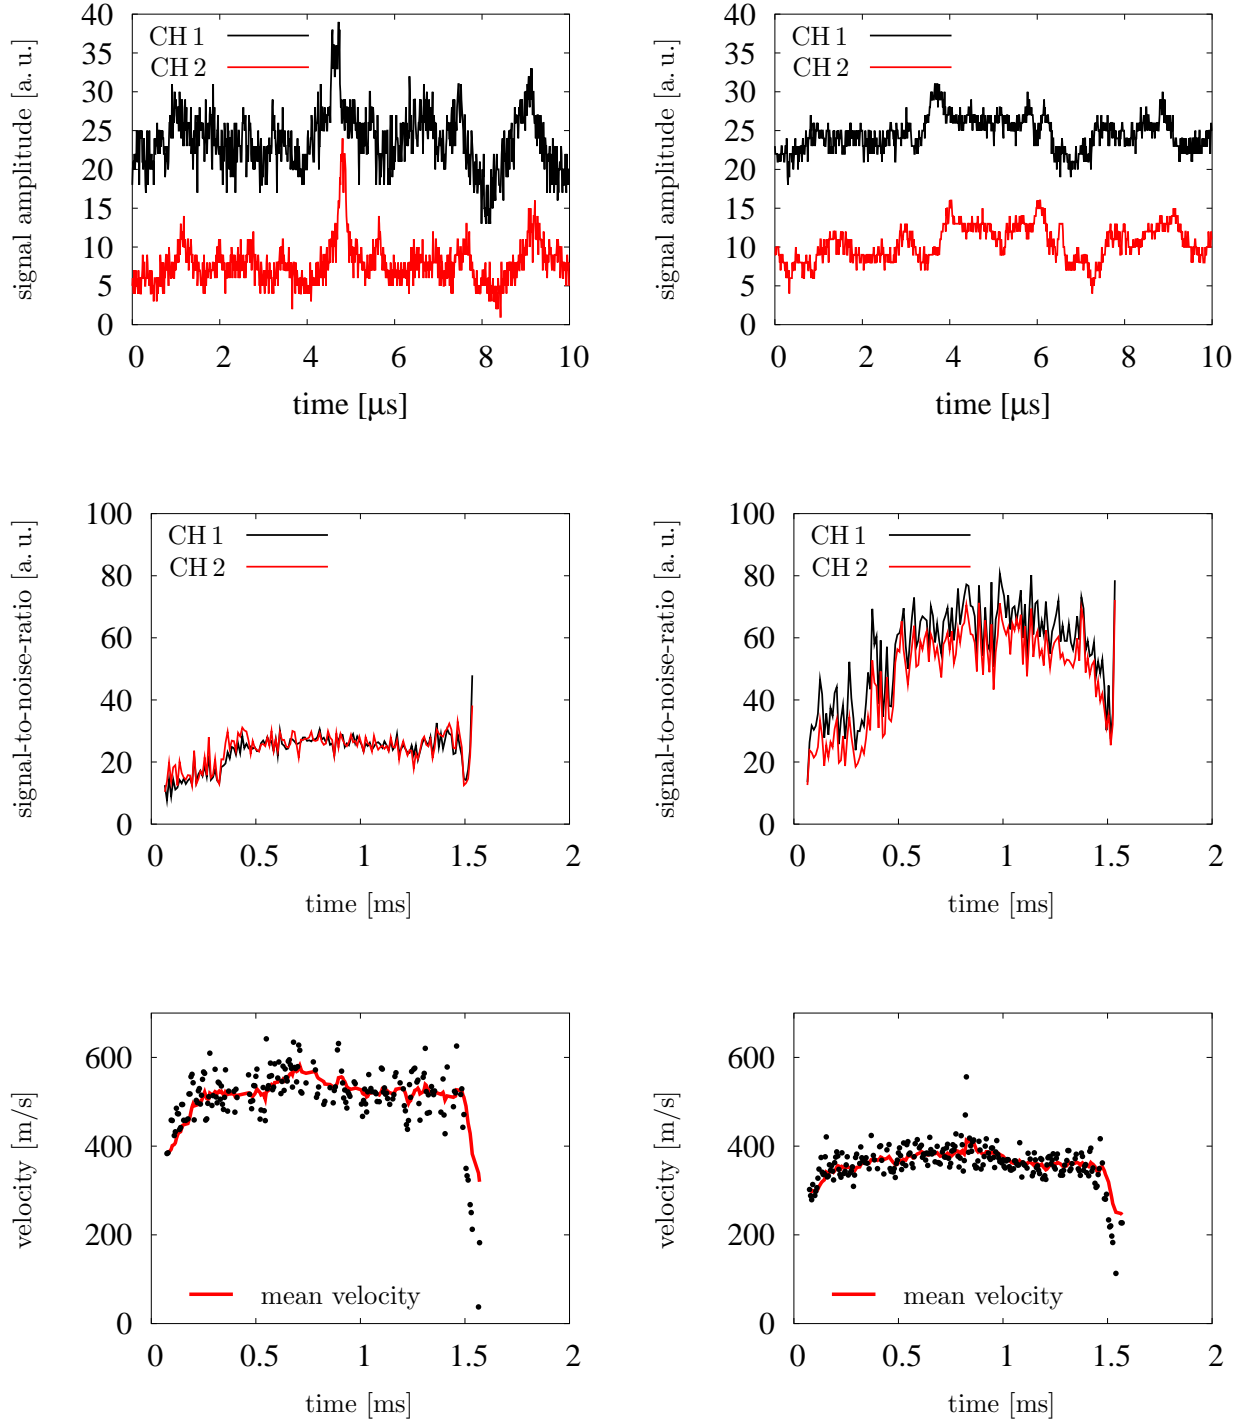 40
35
30
25
20
15
10
5
0
signal amplitude [a. u.]
CH 1
CH 2
0 2 4 6 8 10
time [μs]
40
35
30
25
20
15
10
5
0
signal amplitude [a. u.]
CH 1
CH 2
0 2 4 6 8 10
time [μs]
100
80
60
40
20
0
signal-to-noise-ratio [a. u.]
CH 1
CH 2
0 0.5 1 1.5 2
time [ms]
100
80
60
40
20
0
signal-to-noise-ratio [a. u.]
CH 1
CH 2
0 0.5 1 1.5 2
time [ms]
600
400
200
0
velocity [m/s]
mean velocity
0 0.5 1 1.5 2
time [ms]
600
400
200
0
velocity [m/s]
mean velocity
0 0.5 1 1.5 2
time [ms]